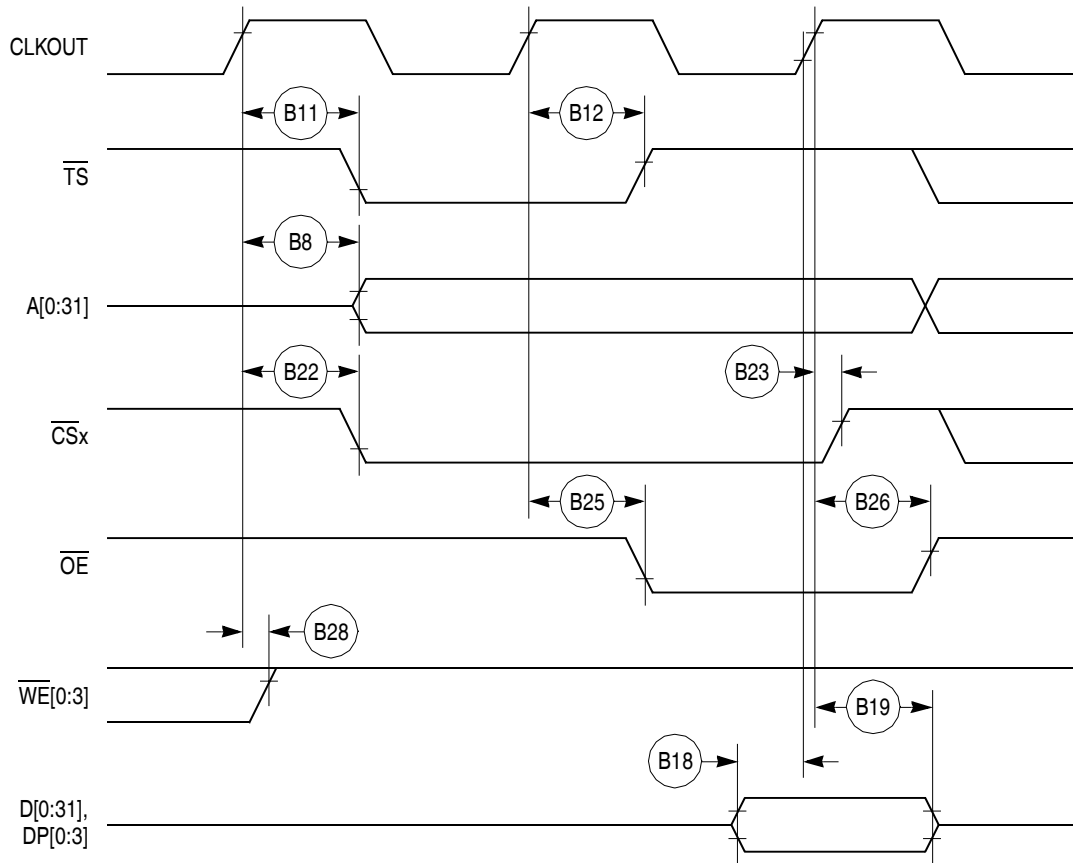 CLKOUT
B11
B12
TS
B8
A[0:31]
B22
B23
CSx
B25
B26
OE
B28
WE[0:3]
B19
B18
D[0:31],
DP[0:3]